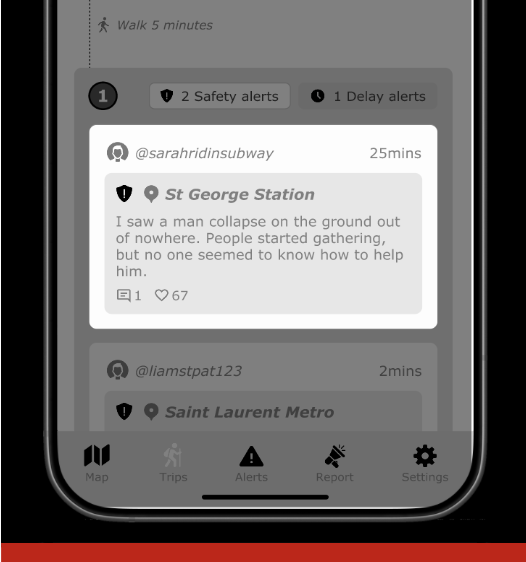 Walk 5 minutes
1
2 Safety alerts
1 Delay alerts
@sarahridinsubway
25mins
St George Station
I saw a man collapse on the ground out
of nowhere. People started gathering,
but no one seemed to know how to help
him.
1
67
@liamstpat123
2mins
Saint Laurent Metro
Map
Trips
Alerts
Report
Settings